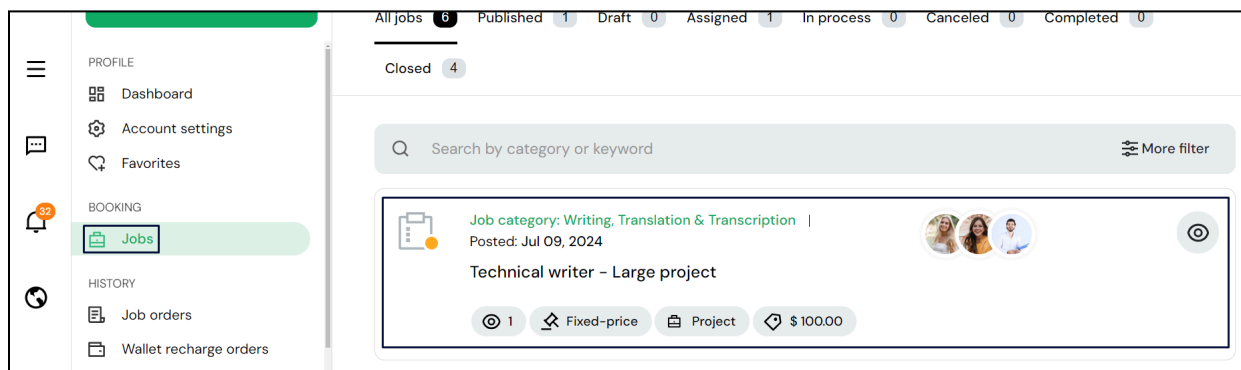 All jobs 6 Published 1 Draft 0 Assigned 1 In process 0 Canceled 0 Completed 0
Closed 4
PROFILE
Dashboard
Account settings
Favorites
32
BOOKING
Jobs
HISTORY
Job orders
Wallet recharge orders
Search by category or keyword
More filter
Job category: Writing, Translation & Transcription |
Posted: Jul 09, 2024
Technical writer - Large project
1 Fixed-price Project $ 100.00